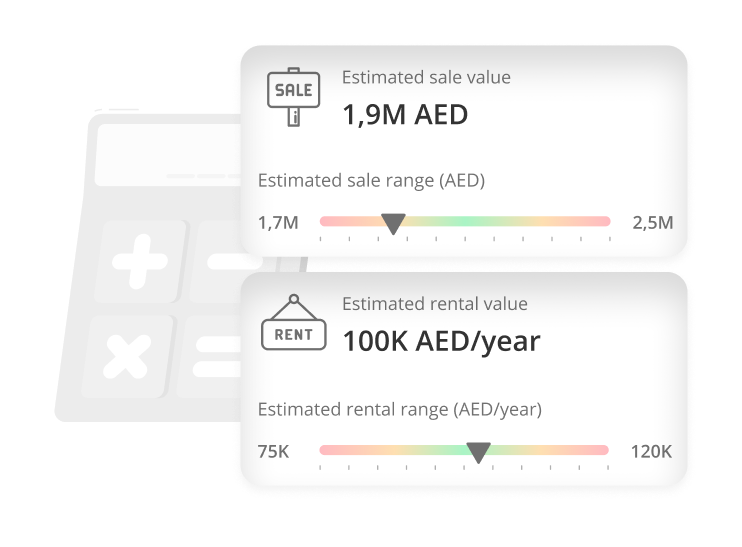 SALE
Estimated sale value
1,9M AED
Estimated sale range (AED)
1,7M 2,5M
RENT
Estimated rental value
100K AED/year
Estimated rental range (AED/year)
75K 120K